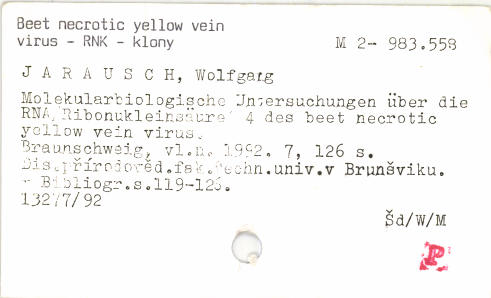 Beet necrotic yellow vein
virus - RNK - klony
M 2- 983.558
J A R A U S C H, Wolfgang
Molekularbiologische Untersuchungen über die
RNA/Ribonukleinsäure/ 4 des beet necrotic
yellow vein virus.
Braunschweig, vl.n. 1992. 7, 126 s.
Dis.přírodověd.fak.techn.univ.v Brunšviku.
- Bibliogr.s.119-126.
13277/92
Šd/W/M
P